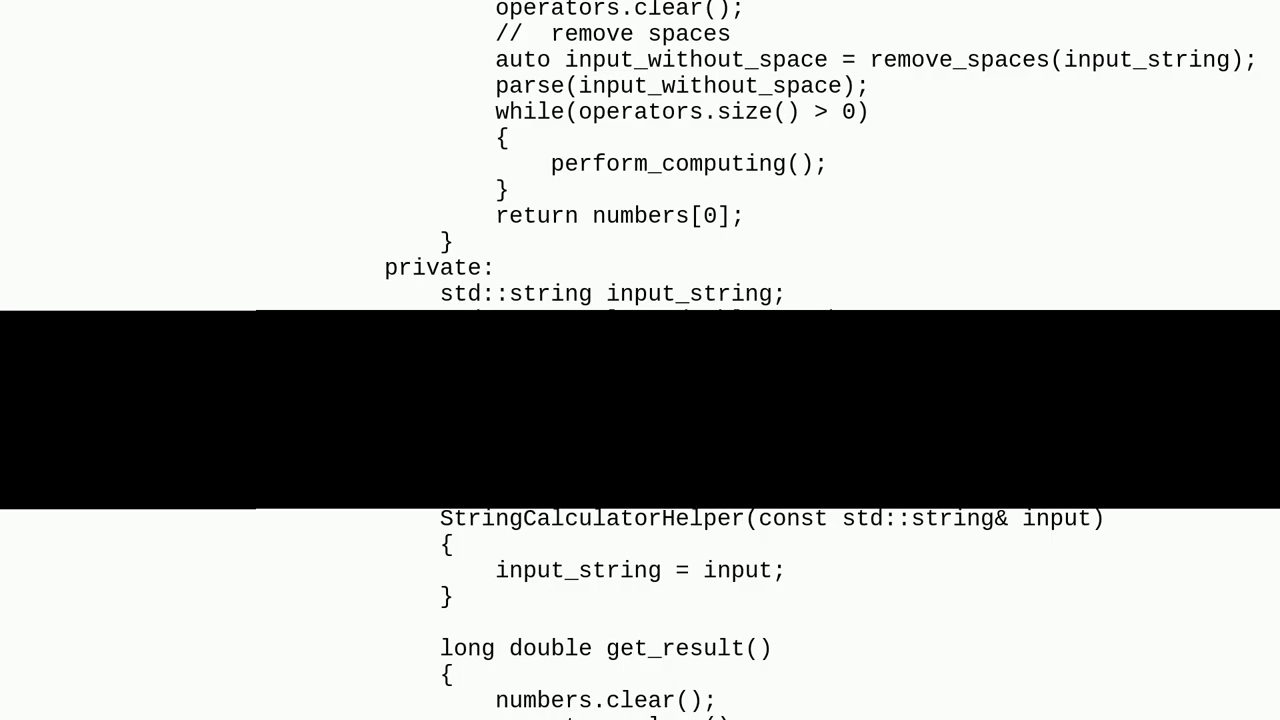 operators.clear();
//  remove spaces
auto input_without_space = remove_spaces(input_string);
parse(input_without_space);
while(operators.size() > 0)
{
perform_computing();
}
return numbers[0];
}
private:
std::string input_string;
StringCalculatorHelper(const std::string& input)
{
input_string = input;
}
long double get_result()
{
numbers.clear();